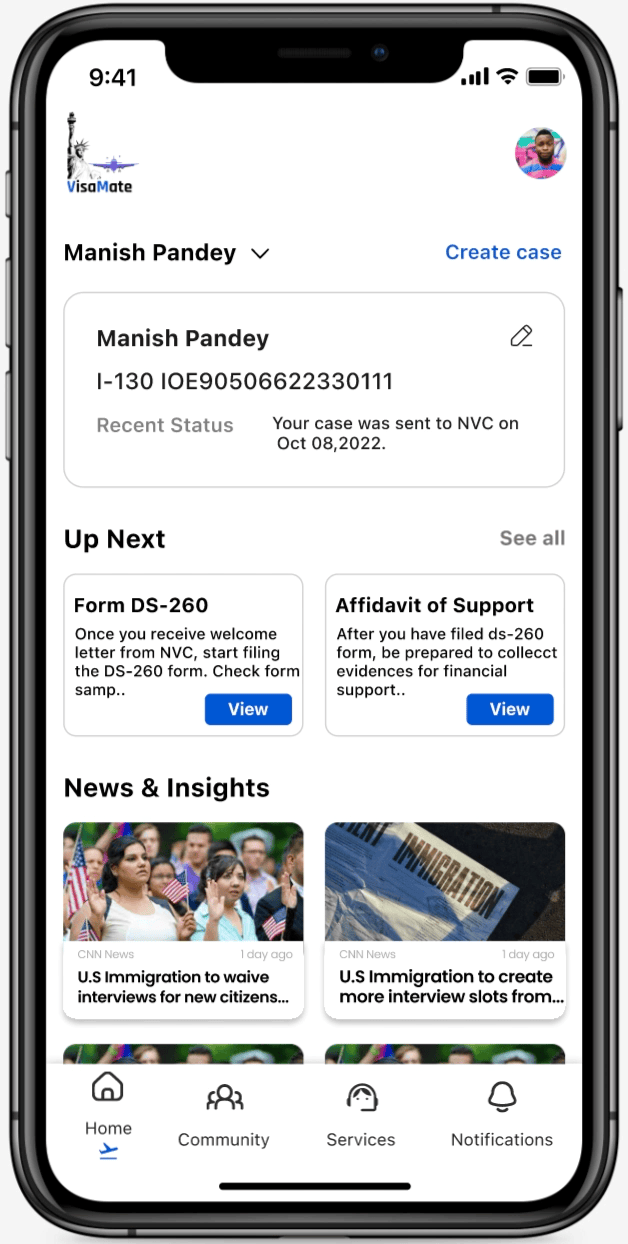 9:41
VisaMate
Manish Pandey
Create case
Manish Pandey
I-130 IOE90506622330111
Recent Status
Your case was sent to NVC on
Oct 08,2022.
Up Next
See all
Form DS-260
Once you receive welcome
letter from NVC, start filing
the DS-260 form. Check form
samp..
View
Affidavit of Support
After you have filed ds-260
form, be prepared to collecct
evidences for financial
support..
View
News & Insights
CNN News
1 day ago
U.S Immigration to waive
interviews for new citizens...
IMMIGRATION
CNN News
1 day ago
U.S Immigration to create
more interview slots from...
Home
Community
Services
Notifications